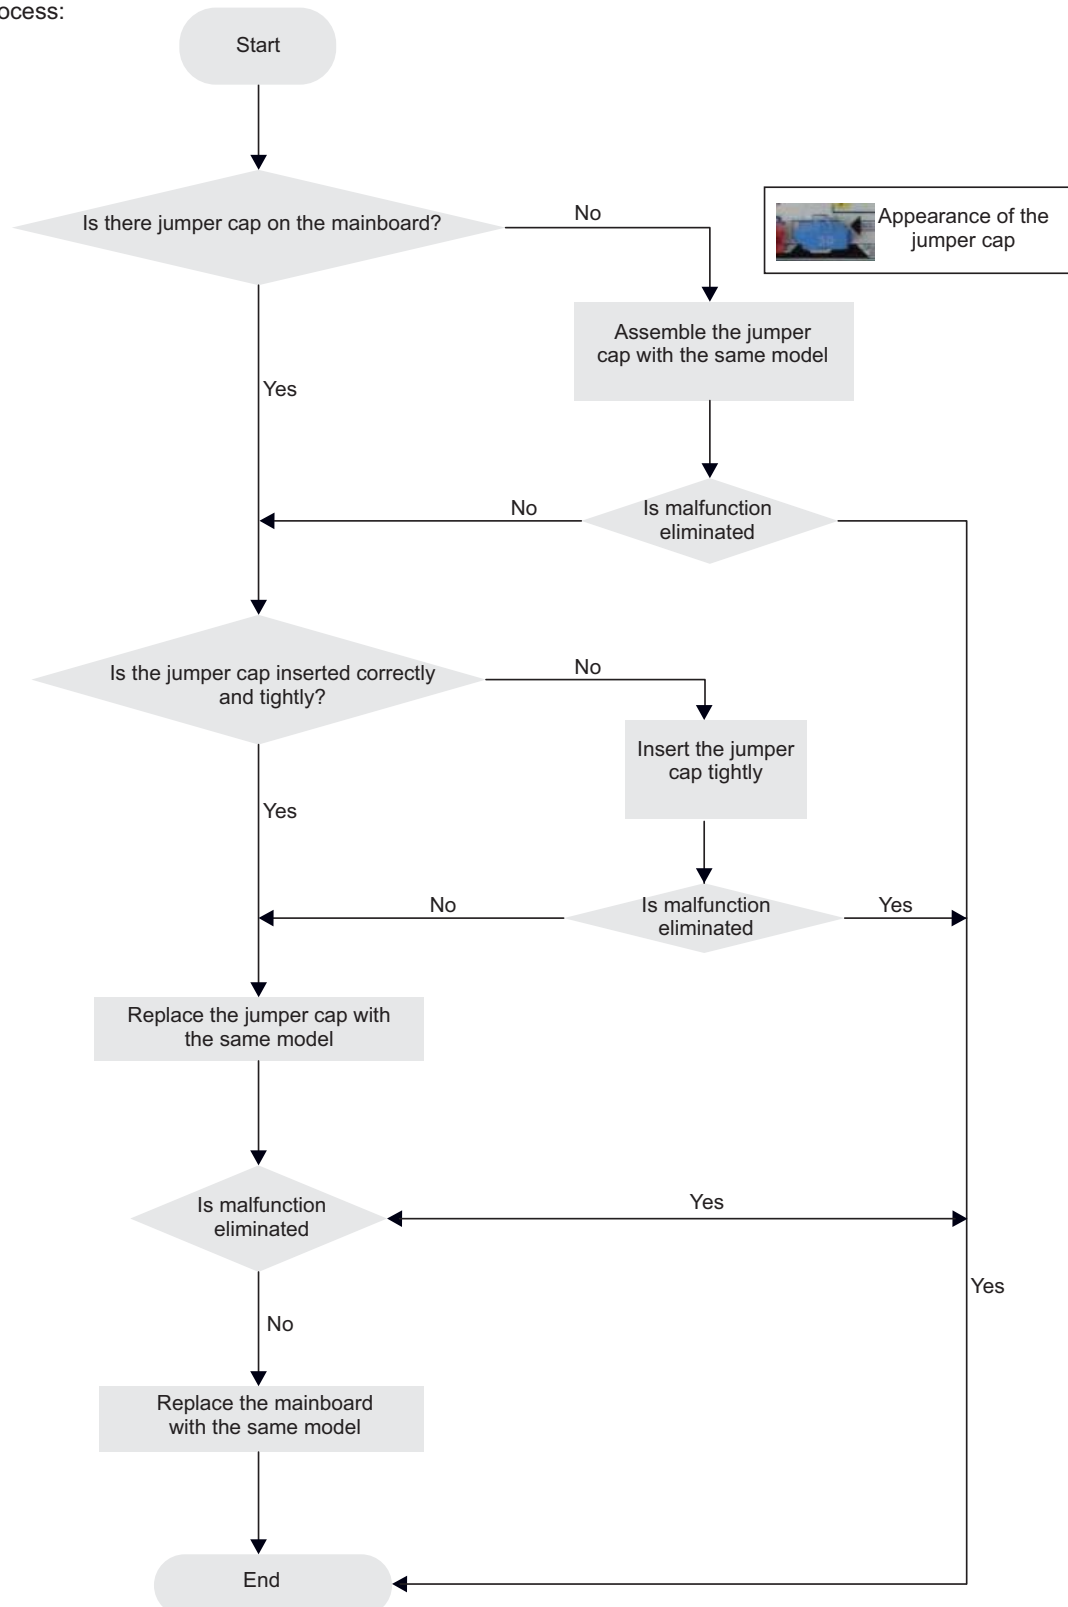 ocess:
Start
Is there jumper cap on the mainboard?
No
Appearance of the
jumper cap
Assemble the jumper
cap with the same model
Yes
No
Is malfunction
eliminated
Is the jumper cap inserted correctly
and tightly?
No
Insert the jumper
cap tightly
Yes
No
Is malfunction
eliminated
Yes
Replace the jumper cap with
the same model
Is malfunction
eliminated
Yes
Yes
No
Replace the mainboard
with the same model
End